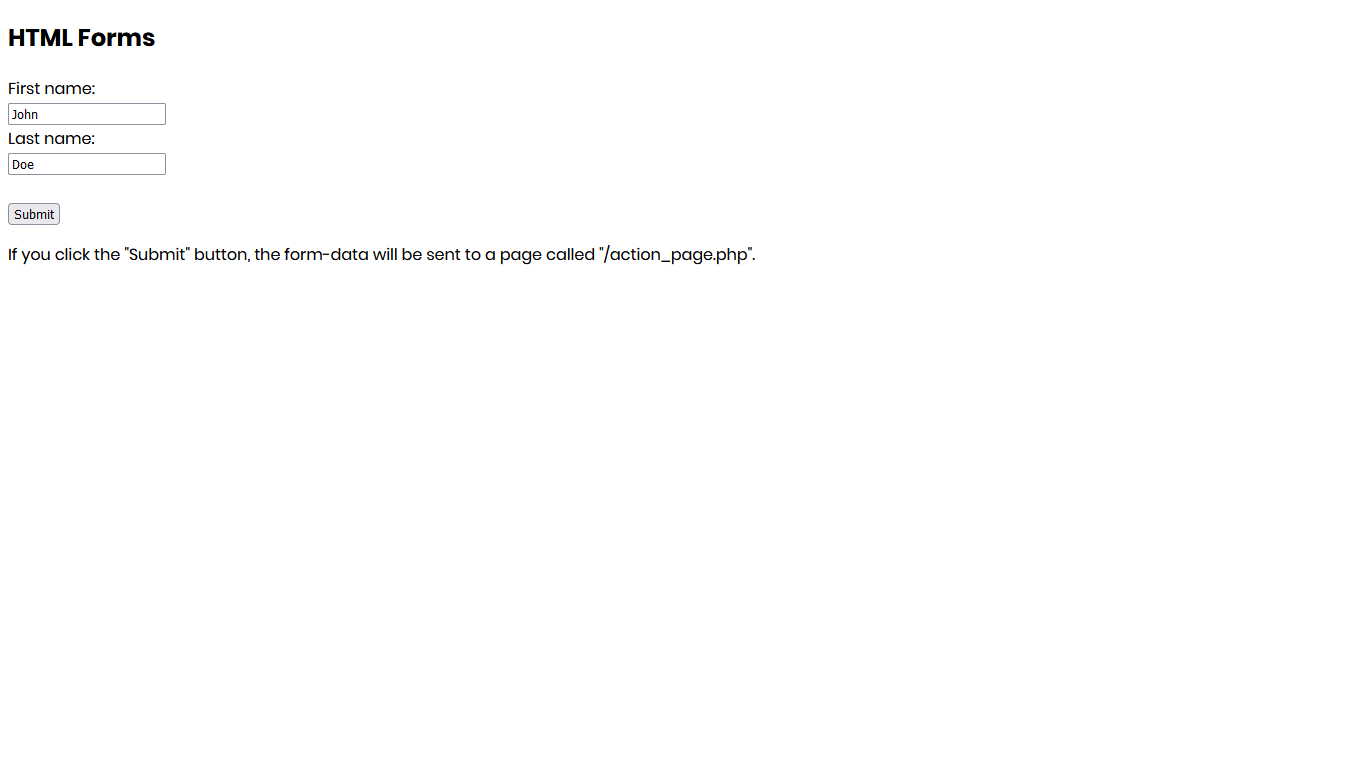 HTML Forms
First name:
John
Last name:
Doe
Submit
If you click the "Submit" button, the form-data will be sent to a page called "/action_page.php".